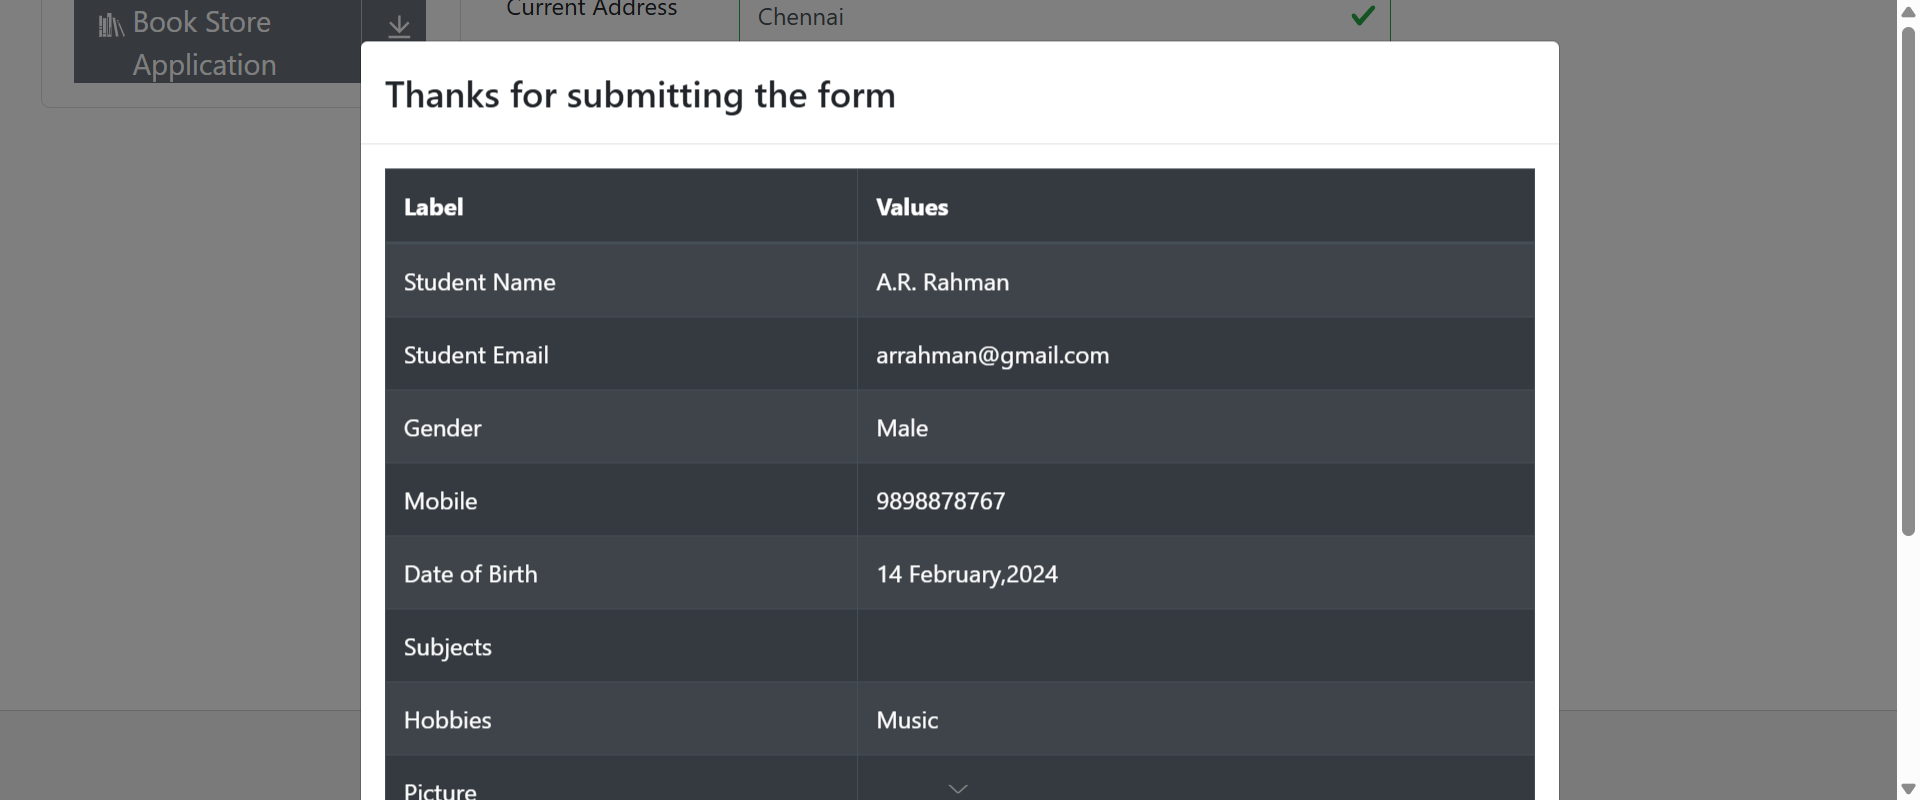 Book Store
Application
Current Address
Chennai
Thanks for submitting the form
Label Values
Student Name A.R. Rahman
Student Email arrahman@gmail.com
Gender Male
Mobile 9898878767
Date of Birth 14 February,2024
Subjects
Hobbies Music
Picture